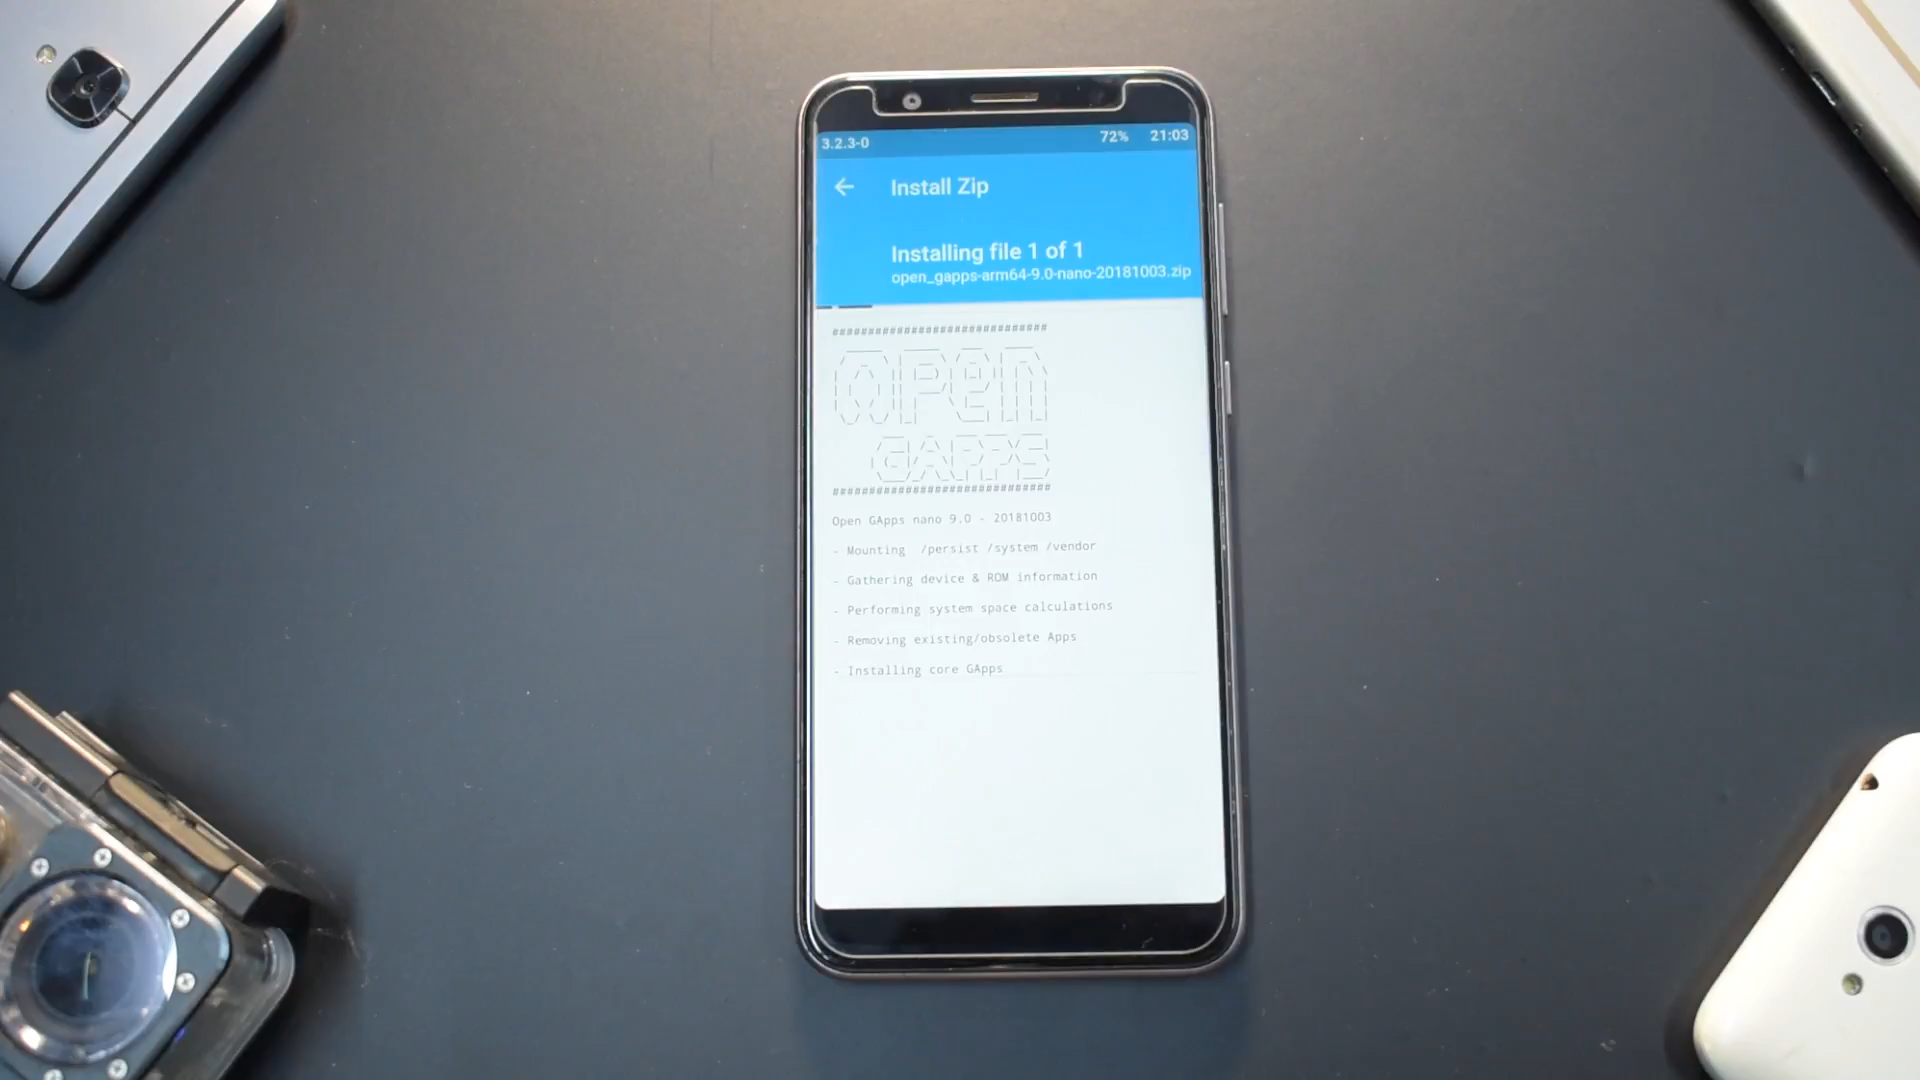 3.2.3-0 72% 21:03
Install Zip
Installing file 1 of 1
open_gapps-arm64-9.0-nano-20181003.zip
##############################
OPEN
GAPPS
##############################
Open GApps nano 9.0 - 20181003
- Mounting /persist /system /vendor
- Gathering device & ROM information
- Performing system space calculations
- Removing existing/obsolete Apps
- Installing core GApps